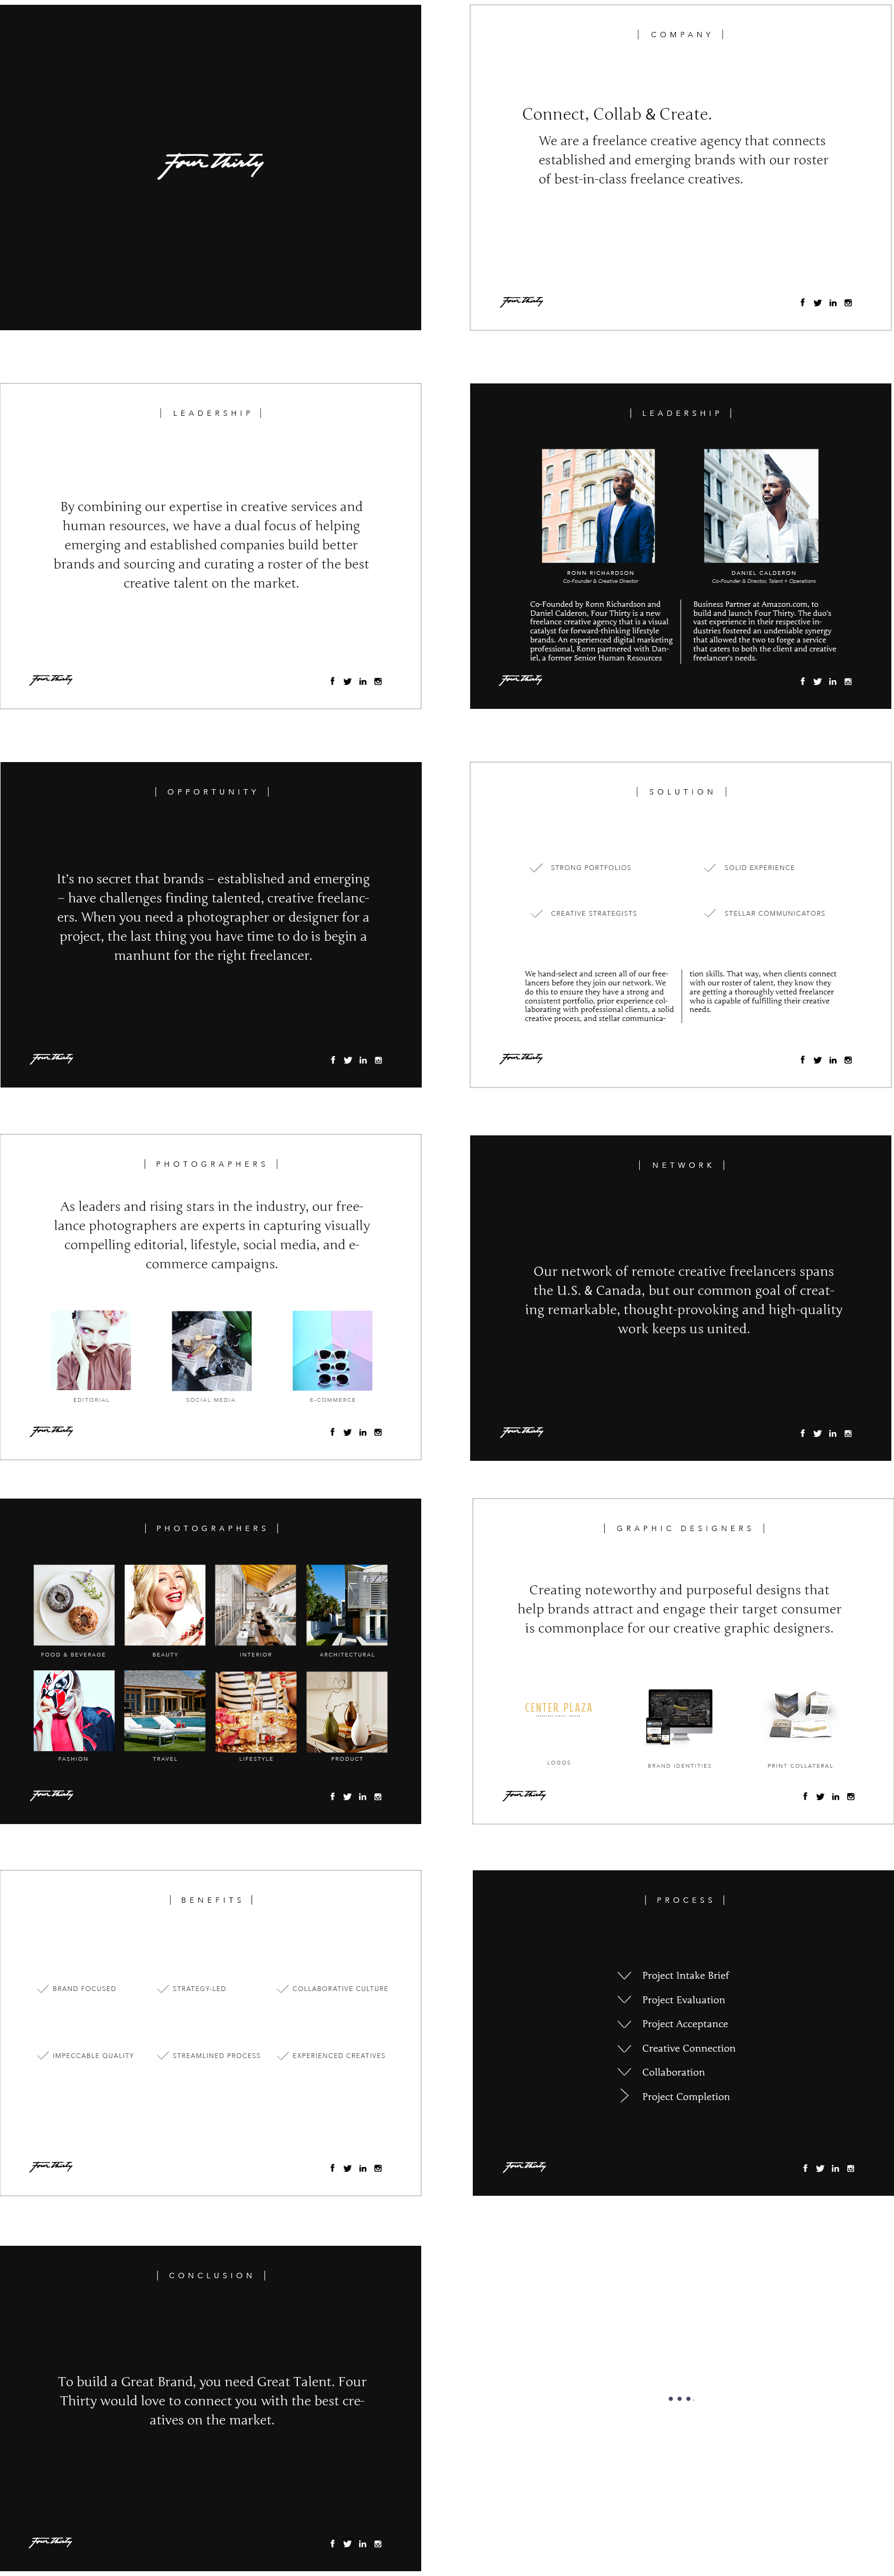 Four Thirty
| COMPANY |
Connect, Collab & Create.
We are a freelance creative agency that connects
established and emerging brands with our roster
of best-in-class freelance creatives.
Four Thirty
| LEADERSHIP |
By combining our expertise in creative services and
human resources, we have a dual focus of helping
emerging and established companies build better
brands and sourcing and curating a roster of the best
creative talent on the market.
Four Thirty
| LEADERSHIP |
RONN RICHARDSON
Co-Founder & Creative Director
DANIEL CALDERON
Co-Founder & Director, Talent + Operations
Co-Founded by Ronn Richardson and
Daniel Calderon, Four Thirty is a new
freelance creative agency that is a visual
catalyst for forward-thinking lifestyle
brands. An experienced digital marketing
professional, Ronn partnered with Dan-
iel, a former Senior Human Resources
Business Partner at Amazon.com, to
build and launch Four Thirty. The duo's
vast experience in their respective in-
dustries fostered an undeniable synergy
that allowed the two to forge a service
that caters to both the client and creative
freelancer's needs.
Four Thirty
| OPPORTUNITY |
It's no secret that brands – established and emerging
– have challenges finding talented, creative freelanc-
ers. When you need a photographer or designer for a
project, the last thing you have time to do is begin a
manhunt for the right freelancer.
Four Thirty
| SOLUTION |
STRONG PORTFOLIOS
SOLID EXPERIENCE
CREATIVE STRATEGISTS
STELLAR COMMUNICATORS
We hand-select and screen all of our free-
lancers before they join our network. We
do this to ensure they have a strong and
consistent portfolio, prior experience col-
laborating with professional clients, a solid
creative process, and stellar communica-
tion skills. That way, when clients connect
with our roster of talent, they know they
are getting a thoroughly vetted freelancer
who is capable of fulfilling their creative
needs.
Four Thirty
| PHOTOGRAPHERS |
As leaders and rising stars in the industry, our free-
lance photographers are experts in capturing visually
compelling editorial, lifestyle, social media, and e-
commerce campaigns.
EDITORIAL
SOCIAL MEDIA
E-COMMERCE
Four Thirty
| NETWORK |
Our network of remote creative freelancers spans
the U.S. & Canada, but our common goal of creat-
ing remarkable, thought-provoking and high-quality
work keeps us united.
Four Thirty
| PHOTOGRAPHERS |
FOOD & BEVERAGE
BEAUTY
INTERIOR
ARCHITECTURAL
FASHION
TRAVEL
LIFESTYLE
PRODUCT
Four Thirty
| GRAPHIC DESIGNERS |
Creating noteworthy and purposeful designs that
help brands attract and engage their target consumer
is commonplace for our creative graphic designers.
CENTER PLAZA
LOGOS
BRAND IDENTITIES
PRINT COLLATERAL
Four Thirty
| BENEFITS |
BRAND FOCUSED
STRATEGY-LED
COLLABORATIVE CULTURE
IMPECCABLE QUALITY
STREAMLINED PROCESS
EXPERIENCED CREATIVES
Four Thirty
| PROCESS |
Project Intake Brief
Project Evaluation
Project Acceptance
Creative Connection
Collaboration
Project Completion
Four Thirty
| CONCLUSION |
To build a Great Brand, you need Great Talent. Four
Thirty would love to connect you with the best cre-
atives on the market.
Four Thirty